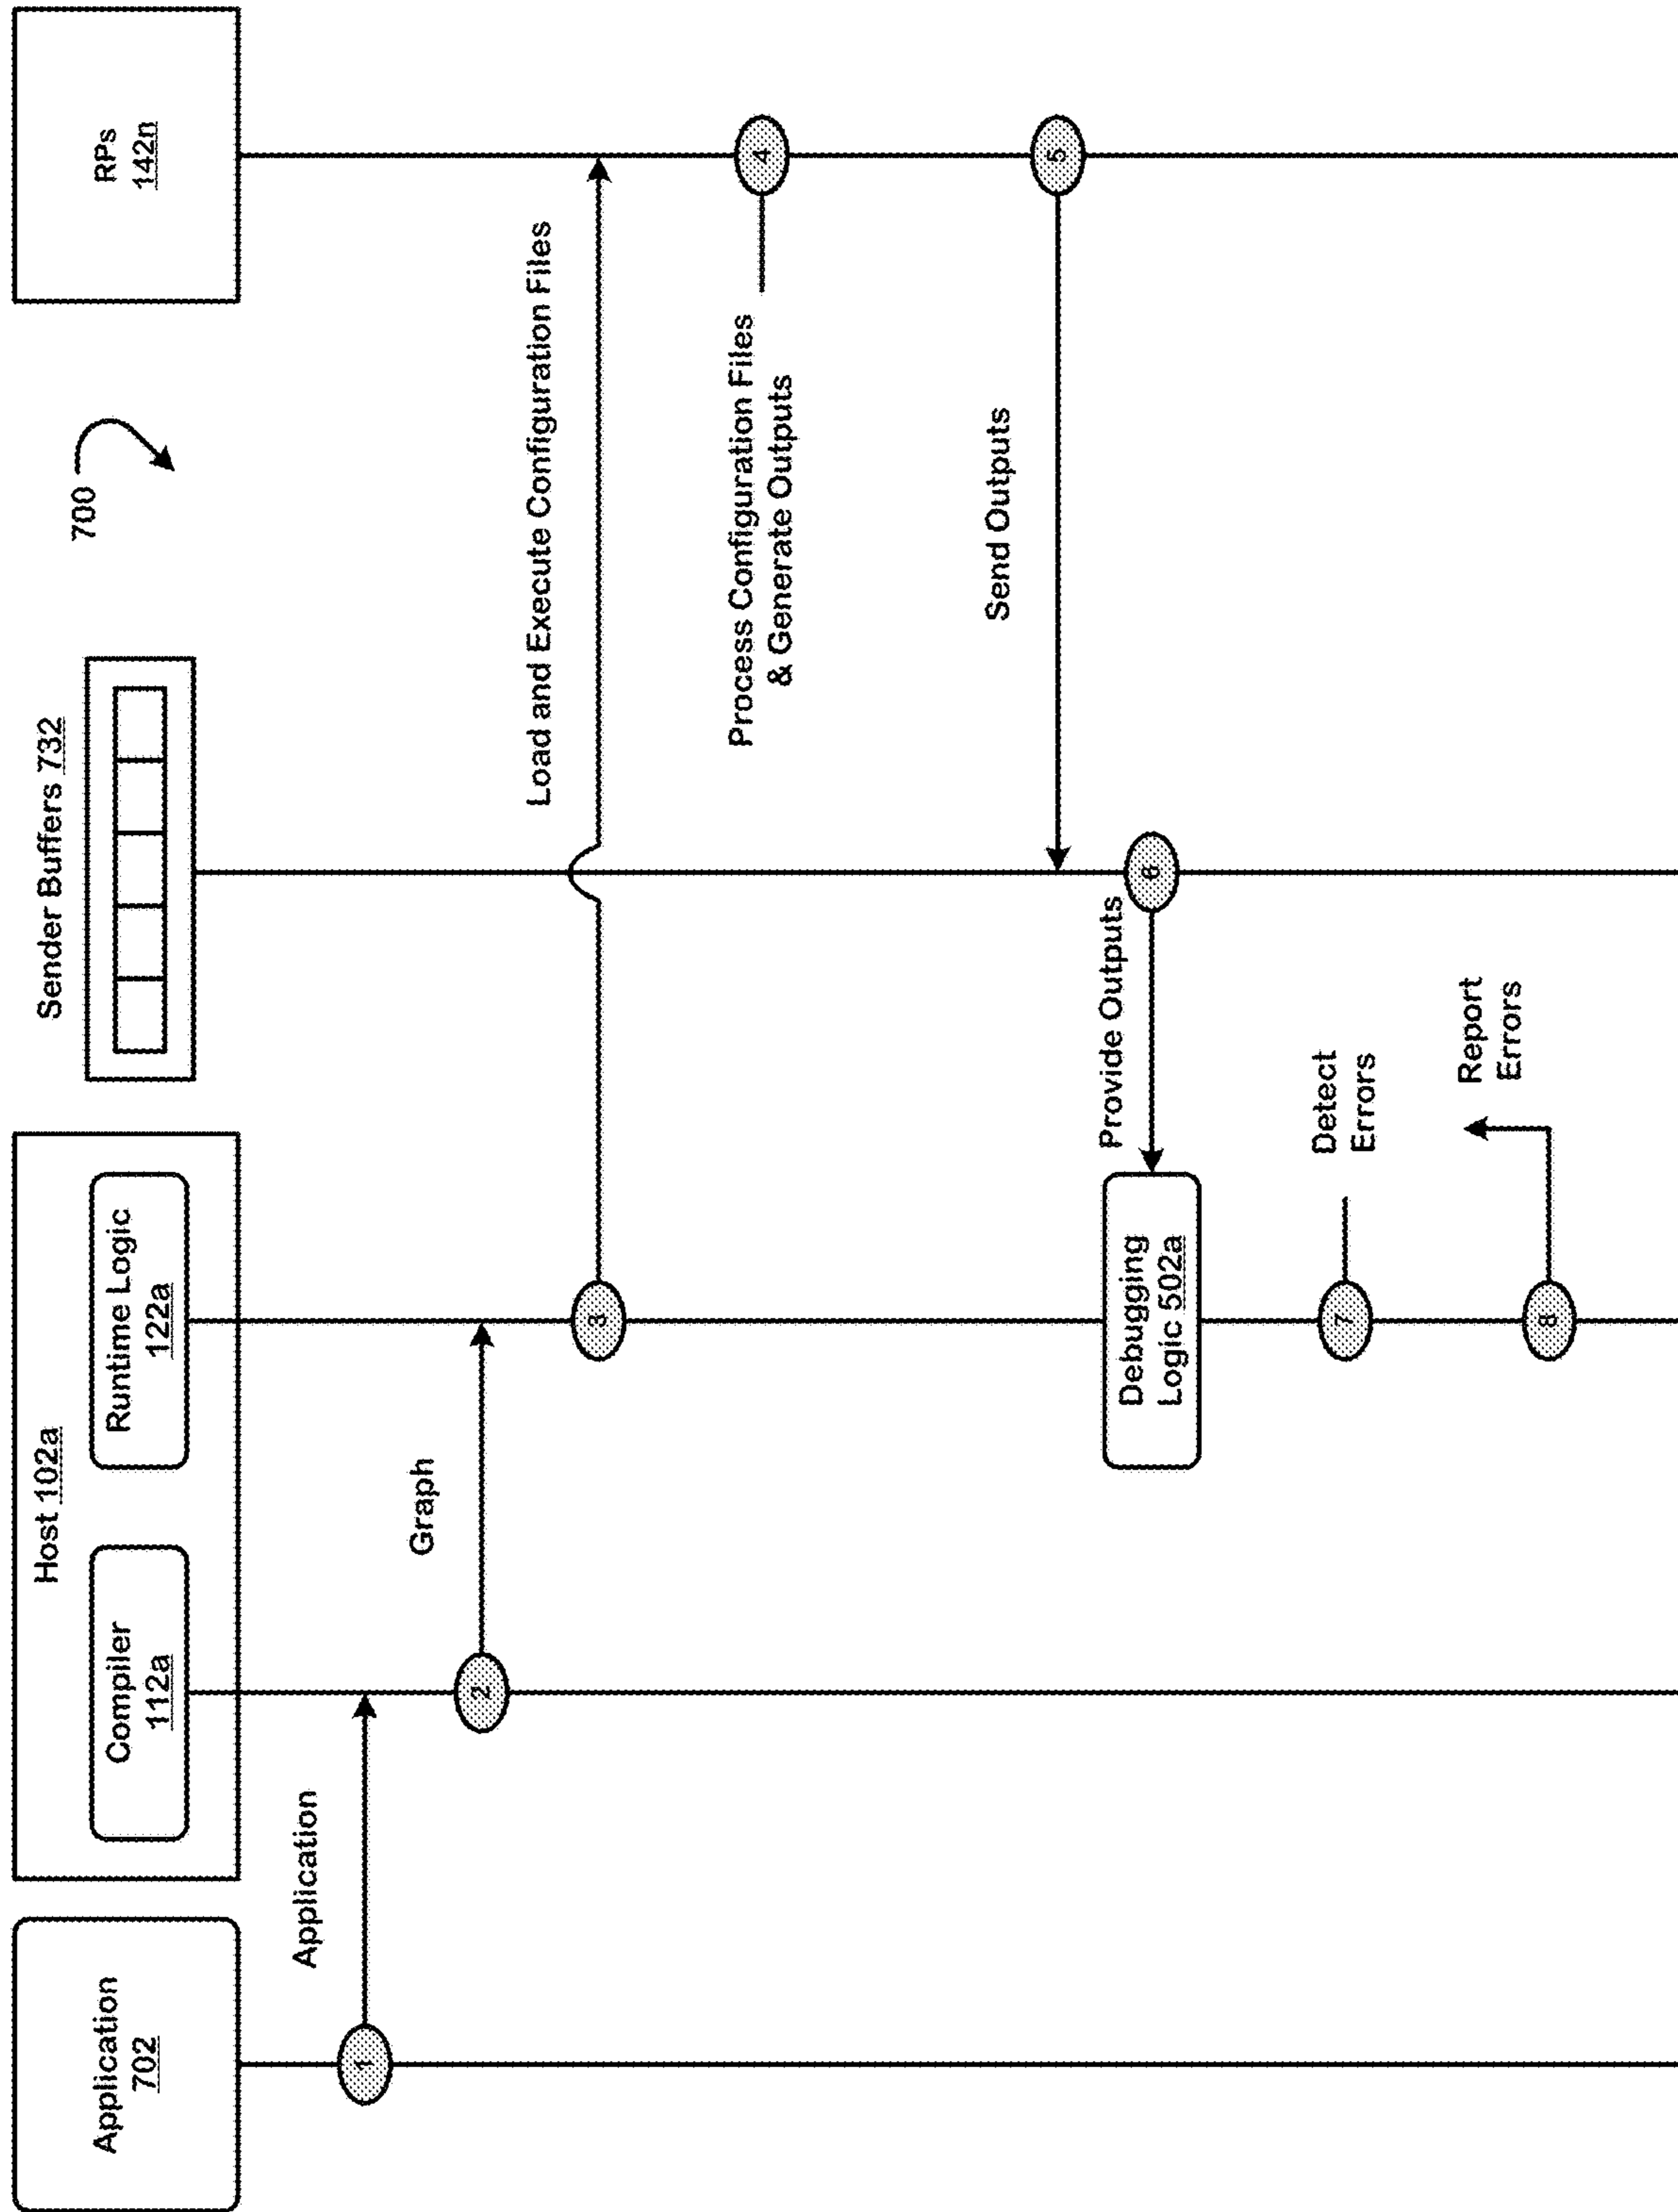 Application
702
Host 102a
Compiler
112a
Runtime Logic
122a
Sender Buffers 732
700
RPs
142n
Application
1
Graph
2
Load and Execute Configuration Files
3
4
Process Configuration Files
& Generate Outputs
Send Outputs
5
Provide Outputs
6
Debugging
Logic 502a
Detect
Errors
7
Report
Errors
8